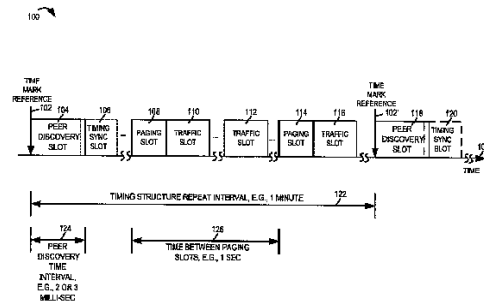 100
TIME
MARK
REFERENCE
102
104
106
108
110
112
114
116
TIME
MARK
REFERENCE
102'
118
120
PEER
DISCOVERY
SLOT
TIMING
SYNC
SLOT
PAGING
SLOT
TRAFFIC
SLOT
TRAFFIC
SLOT
PAGING
SLOT
TRAFFIC
SLOT
PEER
DISCOVERY
SLOT
TIMING
SYNC
SLOT
TIME
TIMING STRUCTURE REPEAT INTERVAL, E.G., 1 MINUTE
122
124
PEER
DISCOVERY
TIME
INTERVAL,
E.G., 2 OR 3
MILLI-SEC
126
TIME BETWEEN PAGING
SLOTS, E.G., 1 SEC